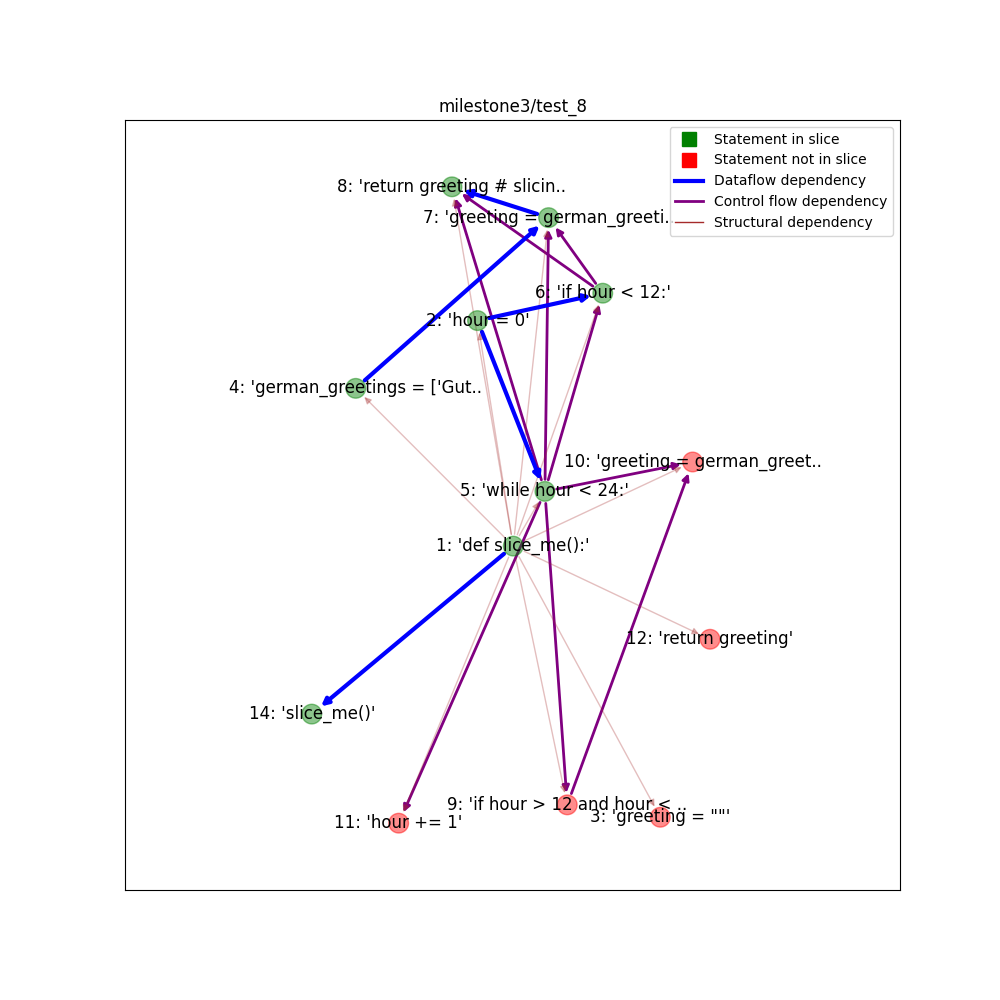 milestone3/test_8
Statement in slice
Statement not in slice
Dataflow dependency
Control flow dependency
Structural dependency
8: 'return greeting # slicin..
7: 'greeting = german_greeti..
6: 'if hour < 12:'
2: 'hour = 0'
4: 'german_greetings = ['Gut..
10: 'greeting = german_greet..
5: 'while hour < 24:'
1: 'def slice_me():'
12: 'return greeting'
14: 'slice_me()'
9: 'if hour > 12 and hour < ..
3: 'greeting = ""'
11: 'hour += 1'